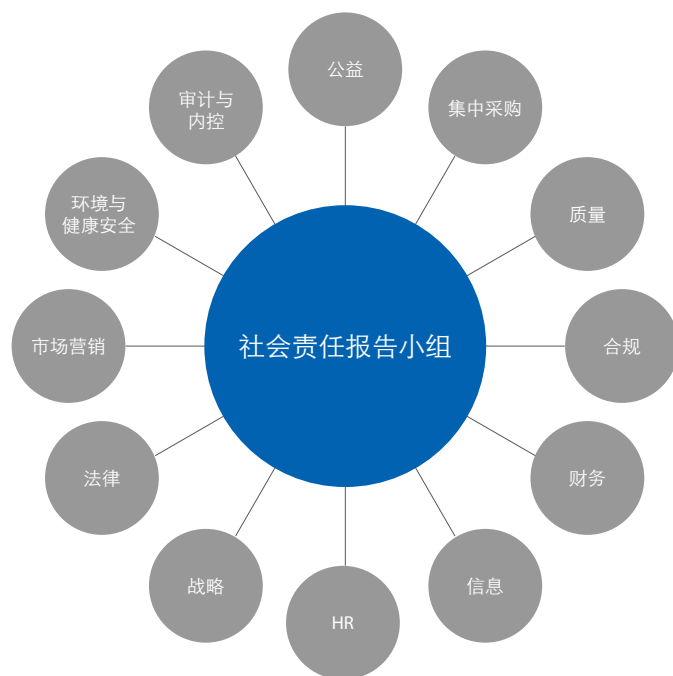 公益
审计与
内控
集中采购
环境与
健康安全
质量
市场营销
社会责任报告小组
合规
法律
财务
战略
信息
HR